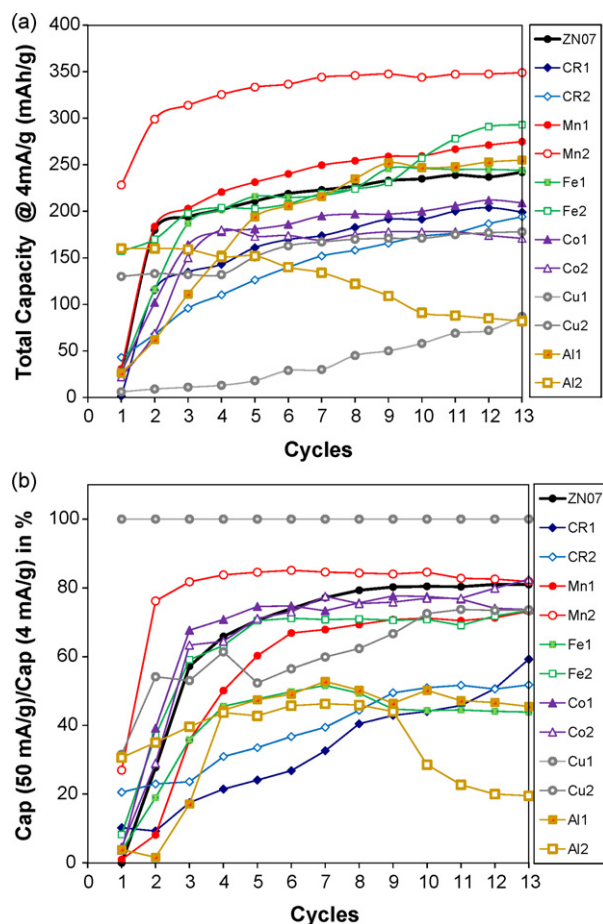 (a)
Total Capacity @ 4mA/g (mAh/g)
400
350
300
250
200
150
100
50
0
0 1 2 3 4 5 6 7 8 9 10 11 12 13
Cycles
ZN07
CR1
CR2
Mn1
Mn2
Fe1
Fe2
Co1
Co2
Cu1
Cu2
Al1
Al2
(b)
Cap (50 mA/g)/Cap (4 mA/g) in %
100
80
60
40
20
0
0 1 2 3 4 5 6 7 8 9 10 11 12 13
Cycles
ZN07
CR1
CR2
Mn1
Mn2
Fe1
Fe2
Co1
Co2
Cu1
Cu2
Al1
Al2